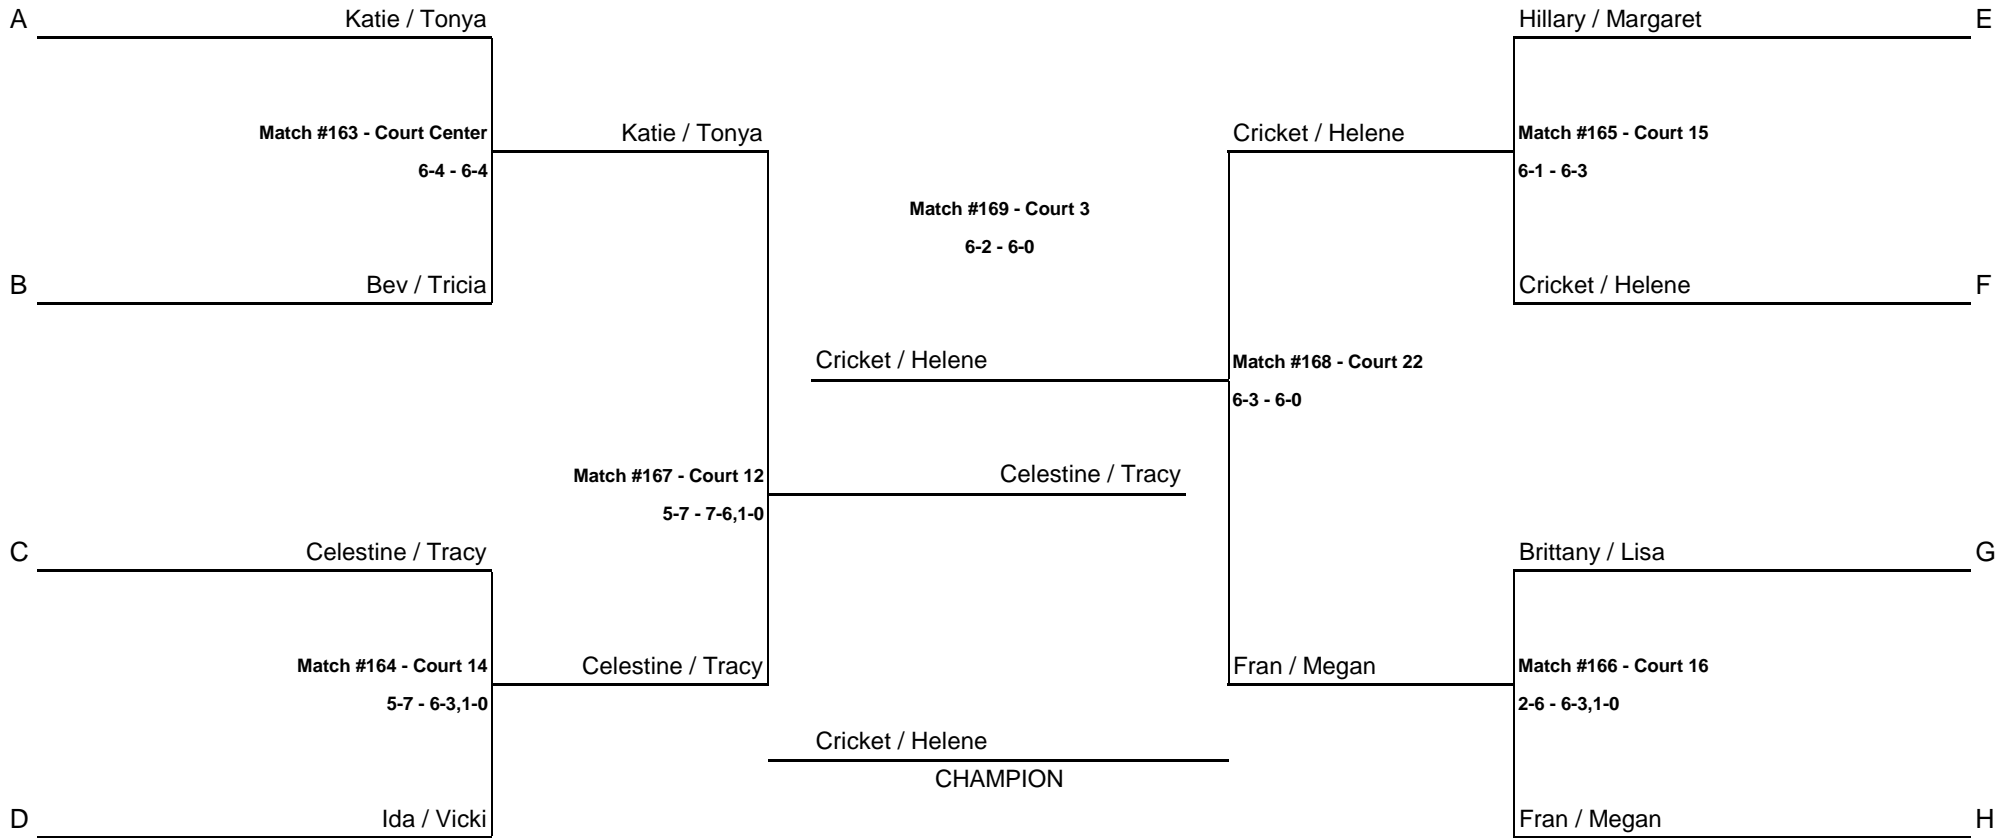 A
Katie / Tonya
Hillary / Margaret
E
Match #163 - Court Center
6-4 - 6-4
Katie / Tonya
Cricket / Helene
Match #165 - Court 15
6-1 - 6-3
Match #169 - Court 3
6-2 - 6-0
B
Bev / Tricia
Cricket / Helene
F
Cricket / Helene
Match #168 - Court 22
6-3 - 6-0
Match #167 - Court 12
5-7 - 7-6,1-0
Celestine / Tracy
C
Celestine / Tracy
Brittany / Lisa
G
Match #164 - Court 14
5-7 - 6-3,1-0
Celestine / Tracy
Fran / Megan
Match #166 - Court 16
2-6 - 6-3,1-0
Cricket / Helene
CHAMPION
D
Ida / Vicki
Fran / Megan
H